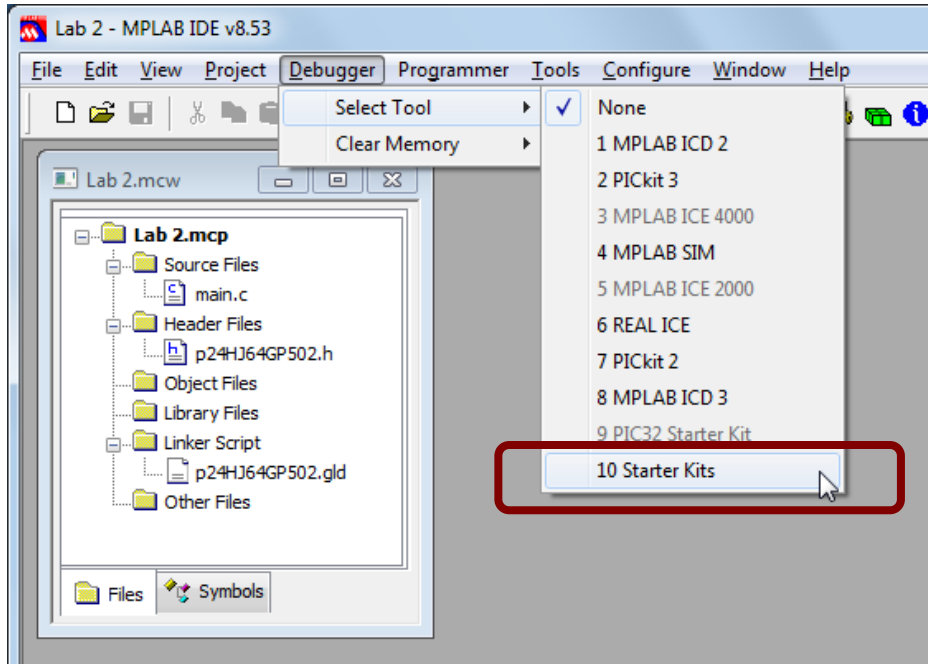 Lab 2 - MPLAB IDE v8.53
File Edit View Project Debugger Programmer Tools Configure Window Help
Select Tool
Clear Memory
None
1 MPLAB ICD 2
2 PICkit 3
3 MPLAB ICE 4000
4 MPLAB SIM
5 MPLAB ICE 2000
6 REAL ICE
7 PICkit 2
8 MPLAB ICD 3
9 PIC32 Starter Kit
10 Starter Kits
Lab 2.mcw
Lab 2.mcp
Source Files
main.c
Header Files
p24HJ64GP502.h
Object Files
Library Files
Linker Script
p24HJ64GP502.gld
Other Files
Files Symbols